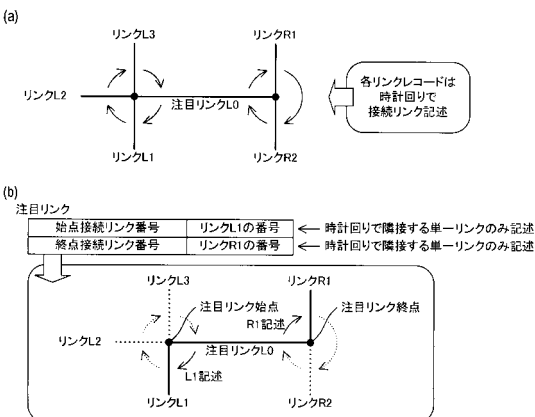 (a)
リンクL3
リンクR1
リンクL2
注目リンクL0
各リンクレコードは
時計回りで
接続リンク記述
リンクL1
リンクR2
(b)
注目リンク
始点接続リンク番号 リンクL1の番号 ← 時計回りで隣接する単一リンクのみ記述
終点接続リンク番号 リンクR1の番号 ← 時計回りで隣接する単一リンクのみ記述
リンクL3
リンクR1
注目リンク始点
注目リンク終点
R1記述
リンクL2
注目リンクL0
L1記述
リンクL1
リンクR2